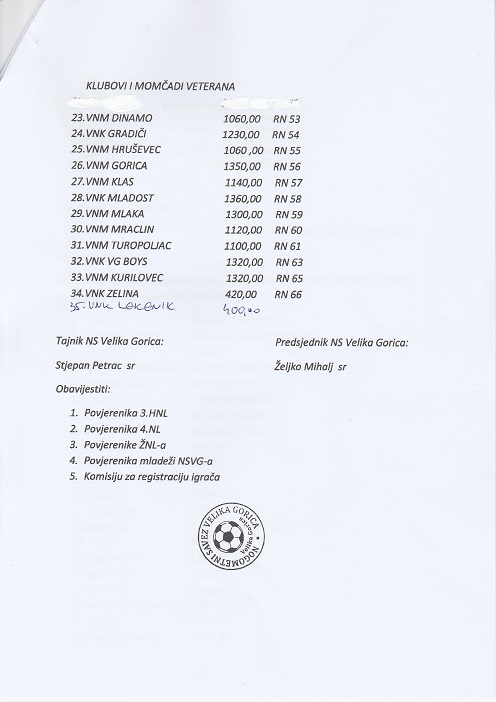 KLUBOVI I MOMČADI VETERANA
23.VNM DINAMO 1060,00 RN 53
24.VNK GRADIČI 1230,00 RN 54
25.VNM HRUŠEVEC 1060,00 RN 55
26.VNM GORICA 1350,00 RN 56
27.VNM KLAS 1140,00 RN 57
28.VNK MLADOST 1360,00 RN 58
29.VNM MLAKA 1300,00 RN 59
30.VNM MRACLIN 1120,00 RN 60
31.VNM TUROPOLJAC 1100,00 RN 61
32.VNK VG BOYS 1320,00 RN 63
33.VNM KURILOVEC 1320,00 RN 65
34.VNK ZELINA 420,00 RN 66
35. VNK LEKENIK 400,00
Tajnik NS Velika Gorica: Predsjednik NS Velika Gorica:
Stjepan Petrac sr Željko Mihalj sr
Obavijestiti:
1. Povjerenika 3.HNL
2. Povjerenika 4.NL
3. Povjerenike ŽNL-a
4. Povjerenika mladeži NSVG-a
5. Komisiju za registraciju igrača
NOGOMETNI SAVEZ VELIKA GORICA
Velika Gorica